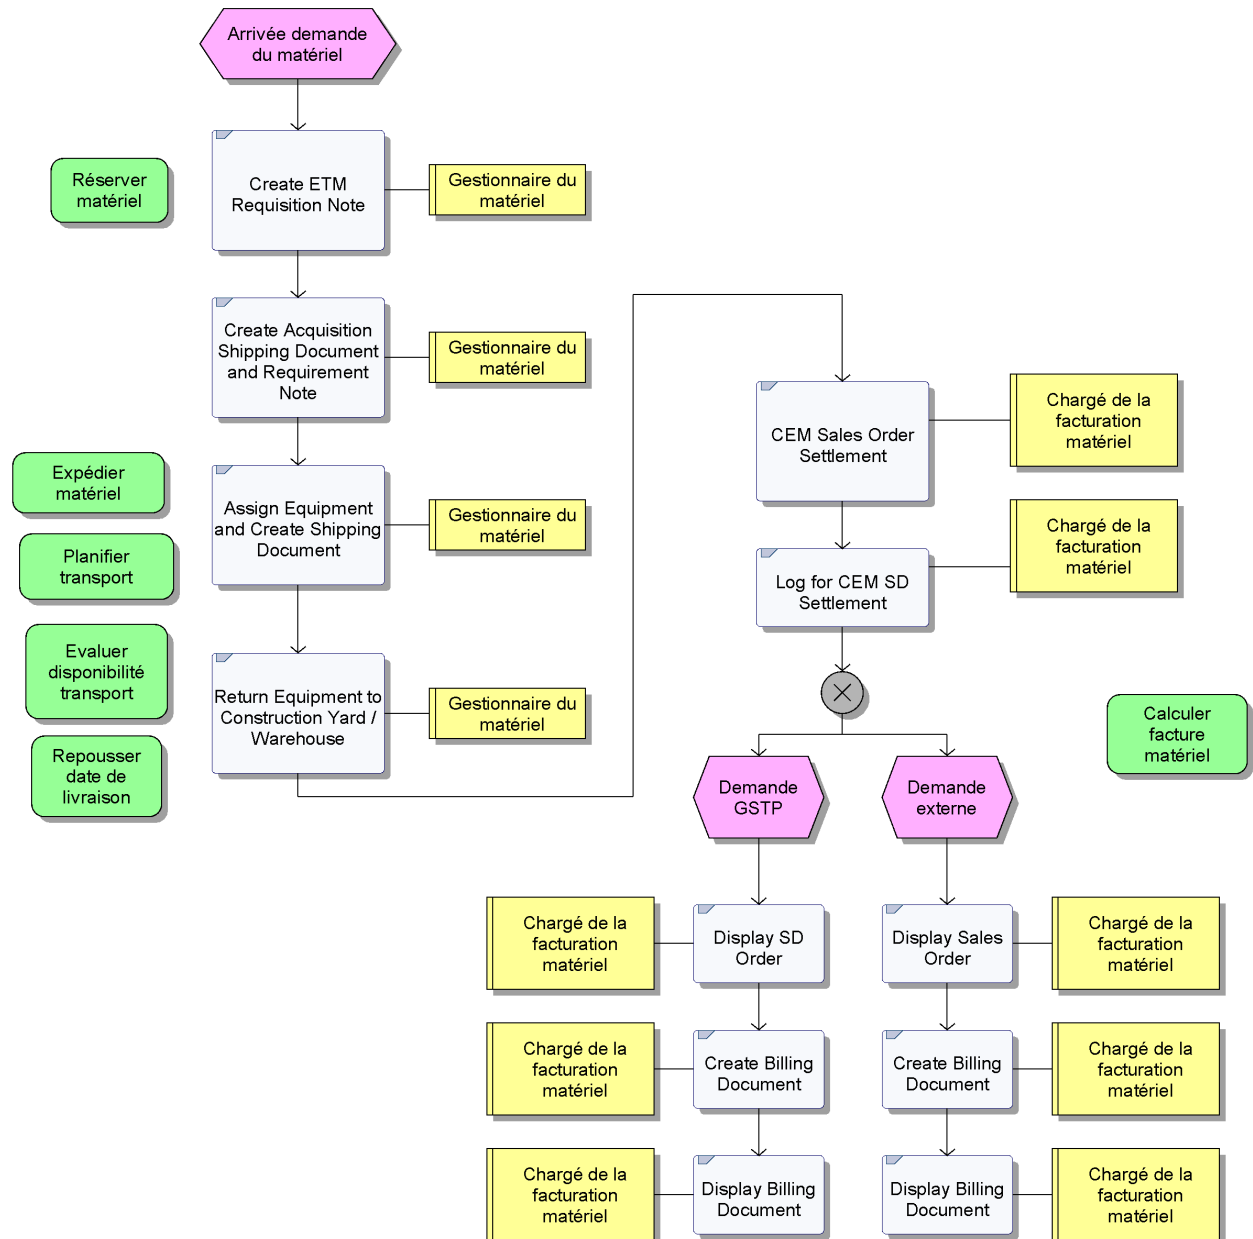 Arrivée demande
du matériel
Réserver
matériel
Create ETM
Requisition Note
Gestionnaire du
matériel
Create Acquisition
Shipping Document
and Requirement
Note
Gestionnaire du
matériel
Expédier
matériel
Planifier
transport
Evaluer
disponibilité
transport
Repousser
date de
livraison
Assign Equipment
and Create Shipping
Document
Gestionnaire du
matériel
Return Equipment to
Construction Yard /
Warehouse
Gestionnaire du
matériel
CEM Sales Order
Settlement
Chargé de la
facturation
matériel
Log for CEM SD
Settlement
Chargé de la
facturation
matériel
Calculer
facture
matériel
Demande
GSTP
Demande
externe
Chargé de la
facturation
matériel
Display SD
Order
Display Sales
Order
Chargé de la
facturation
matériel
Chargé de la
facturation
matériel
Create Billing
Document
Create Billing
Document
Chargé de la
facturation
matériel
Chargé de la
facturation
matériel
Display Billing
Document
Display Billing
Document
Chargé de la
facturation
matériel